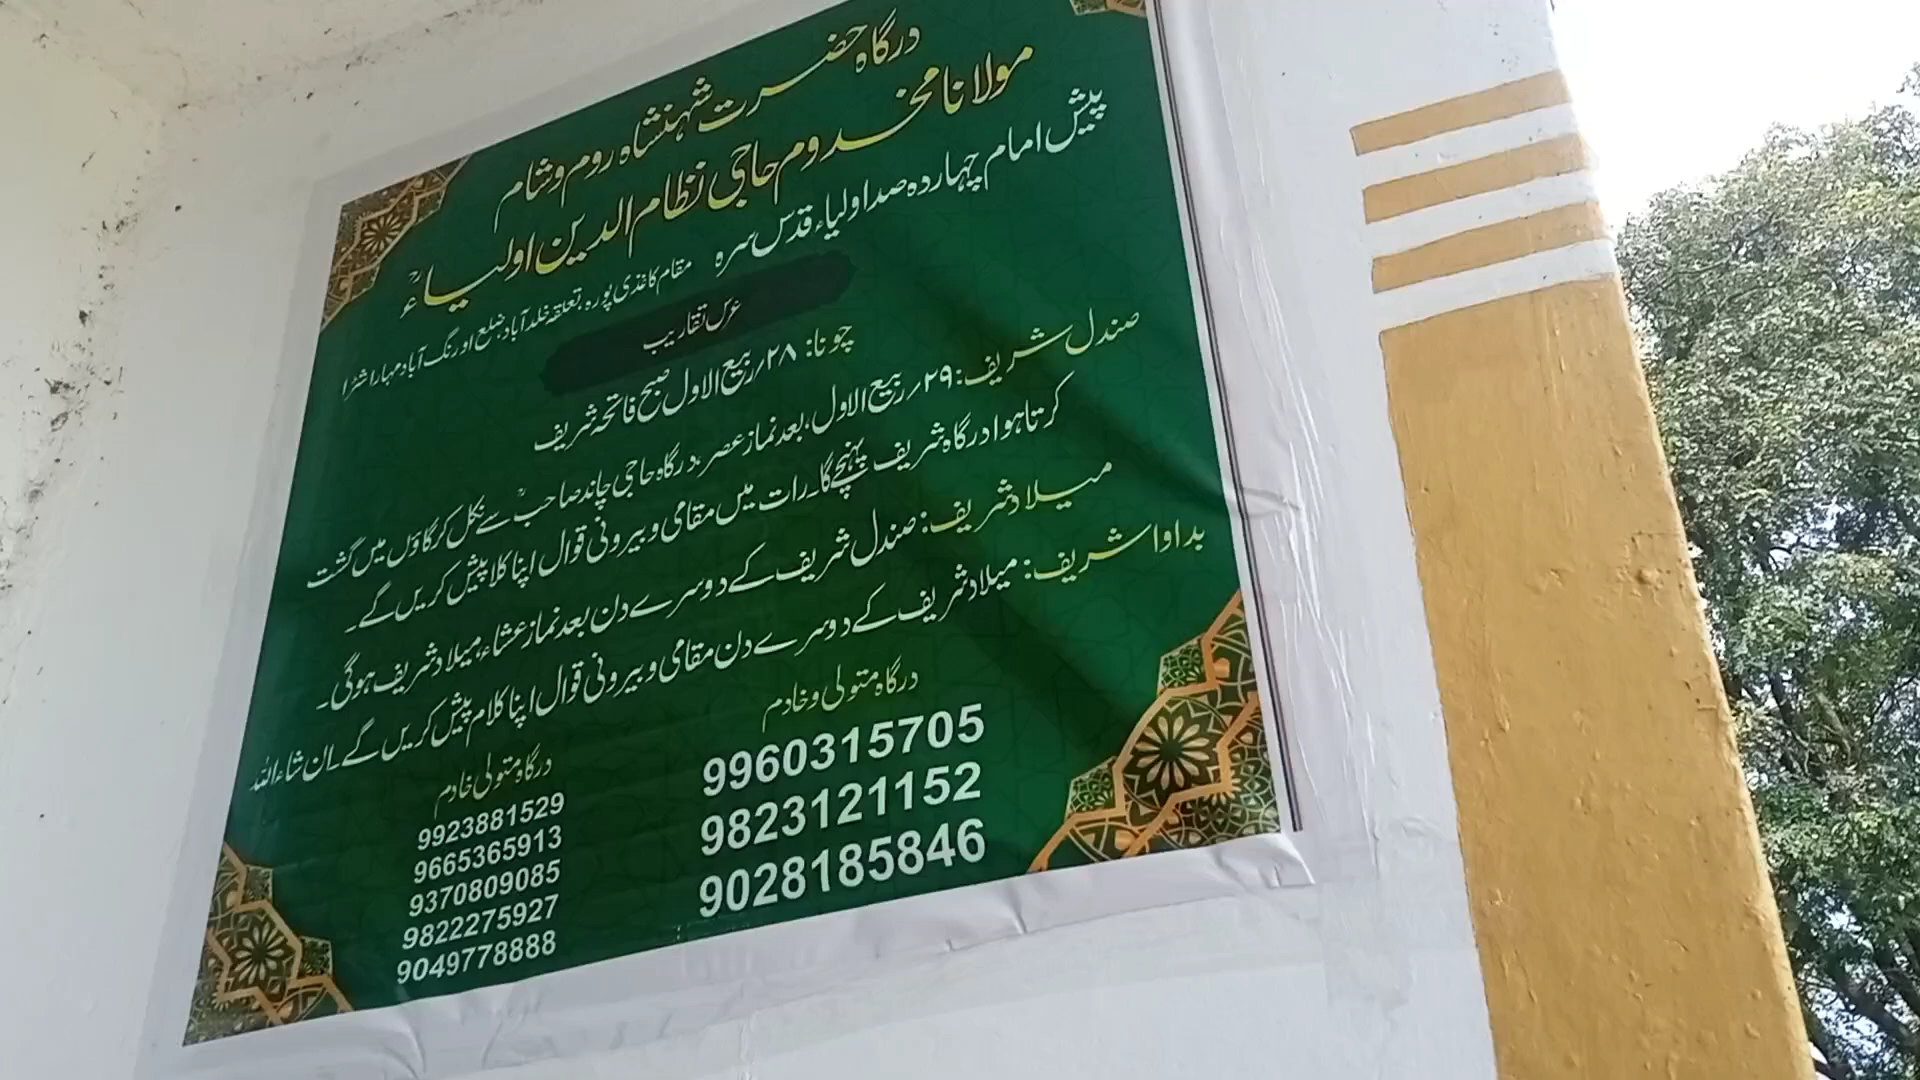 درگاہ حضرت شہنشاہ روم و شام
مولانا مخدوم حاجی نظام الدین اولیاءؒ
پیش امام چہاردہ صد اولیاء قدس سرہ
مقام کاغذی پورہ، تعلقہ خلدآباد ضلع اورنگ آباد مہاراشٹرا
عرس تقاریب
چونا: ۲۸؍ ربیع الاول صبح فاتحہ شریف
صندل شریف: ۲۹؍ ربیع الاول، بعد نماز عصر، درگاہ حاجی چاند صاحبؒ سے نکل کر گاؤں میں گشت
کرتا ہوا درگاہ شریف پہنچے گا۔ رات میں مقامی و بیرونی قوال اپنا کلا پیش کریں گے۔
میلاد شریف: صندل شریف کے دوسرے دن بعد نماز عشاء، میلاد شریف ہوگی۔
بداوا شریف: میلاد شریف کے دوسرے دن مقامی و بیرونی قوال اپنا کلام پیش کریں گے۔ ان شاء اللہ
درگاہ متولی و خادم
9960315705
9823121152
9028185846
درگاہ متولی خادم
9923881529
9665365913
9370809085
9822275927
9049778888